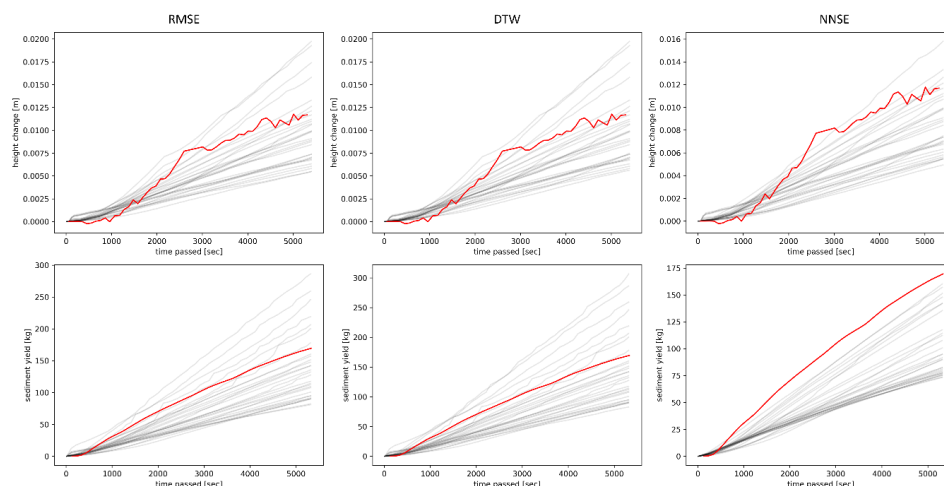 RMSE DTW NNSE
0.0200 0.0200 0.016
0.0175 0.0175 0.014
0.0150 0.0150 0.012
0.0125 0.0125 0.010
0.0100 0.0100 0.008
0.0075 0.0075 0.006
0.0050 0.0050 0.004
0.0025 0.0025 0.002
0.0000 0.0000 0.000
height change [m] height change [m] height change [m]
0 1000 2000 3000 4000 5000 0 1000 2000 3000 4000 5000 0 1000 2000 3000 4000 5000
time passed [sec] time passed [sec] time passed [sec]
300 300 175
250 250 150
200 200 125
150 150 100
100 100 75
50 50 50
0 0 25
0
sediment yield [kg] sediment yield [kg] sediment yield [kg]
0 1000 2000 3000 4000 5000 0 1000 2000 3000 4000 5000 0 1000 2000 3000 4000 5000
time passed [sec] time passed [sec] time passed [sec]